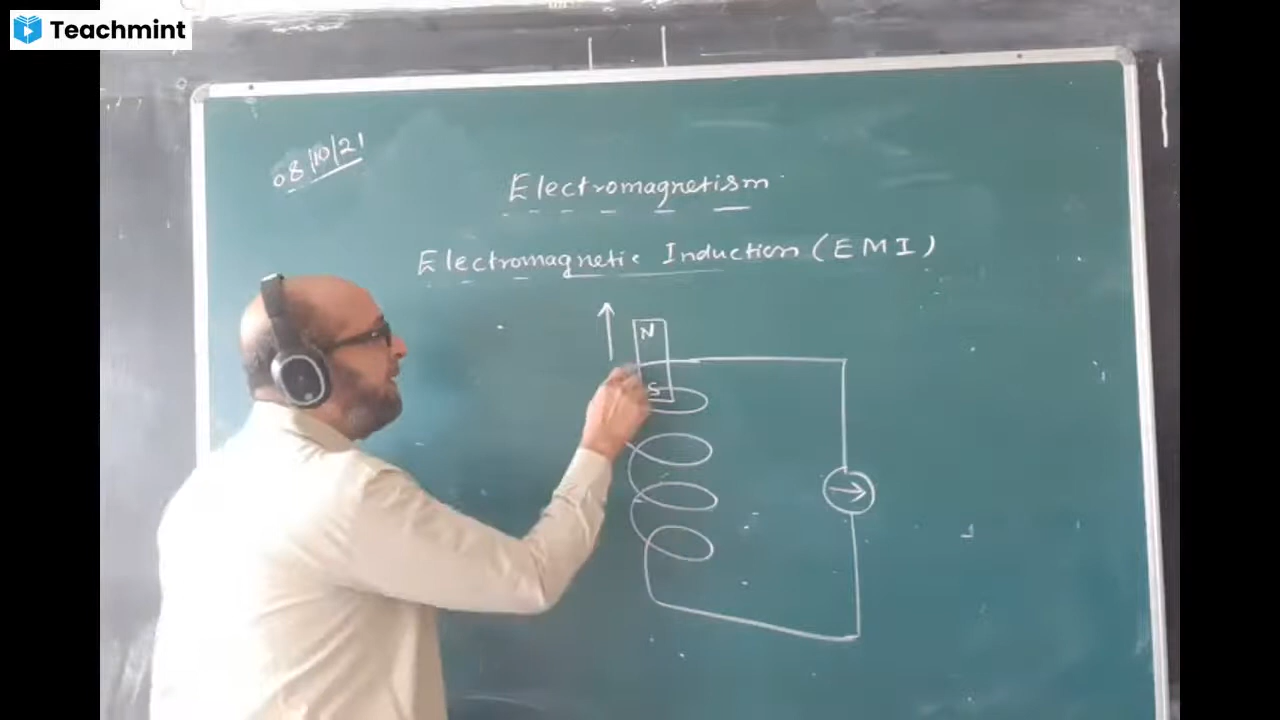 Teachmint
08/10/21
Electromagnetism
Electromagnetic Induction (EMI)
N
S